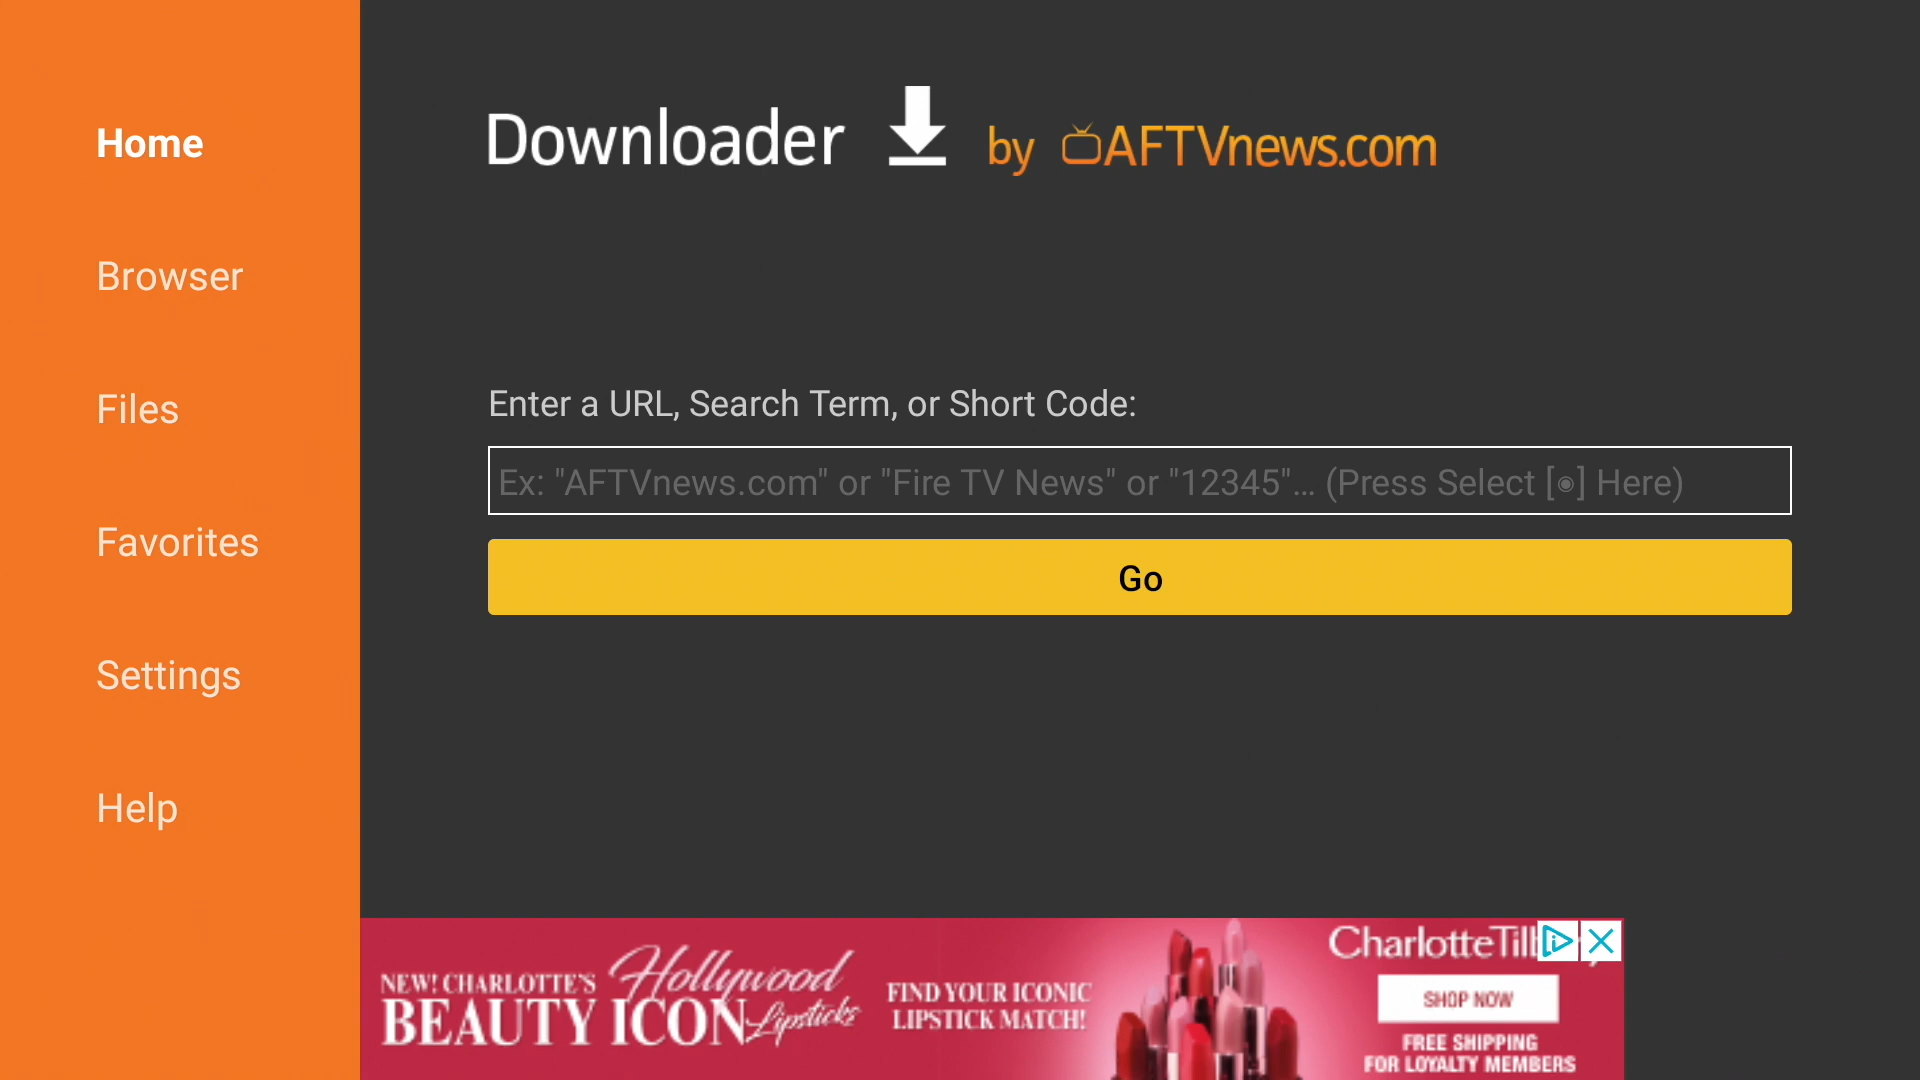 Home
Browser
Files
Favorites
Settings
Help
Downloader by AFTVnews.com
Enter a URL, Search Term, or Short Code:
Ex: "AFTVnews.com" or "Fire TV News" or "12345"... (Press Select [◉] Here)
Go
NEW! CHARLOTTE'S Hollywood
BEAUTY ICON Lipsticks
FIND YOUR ICONIC
LIPSTICK MATCH!
Charlotte
SHOP NOW
FREE SHIPPING
FOR LOYALTY MEMBERS